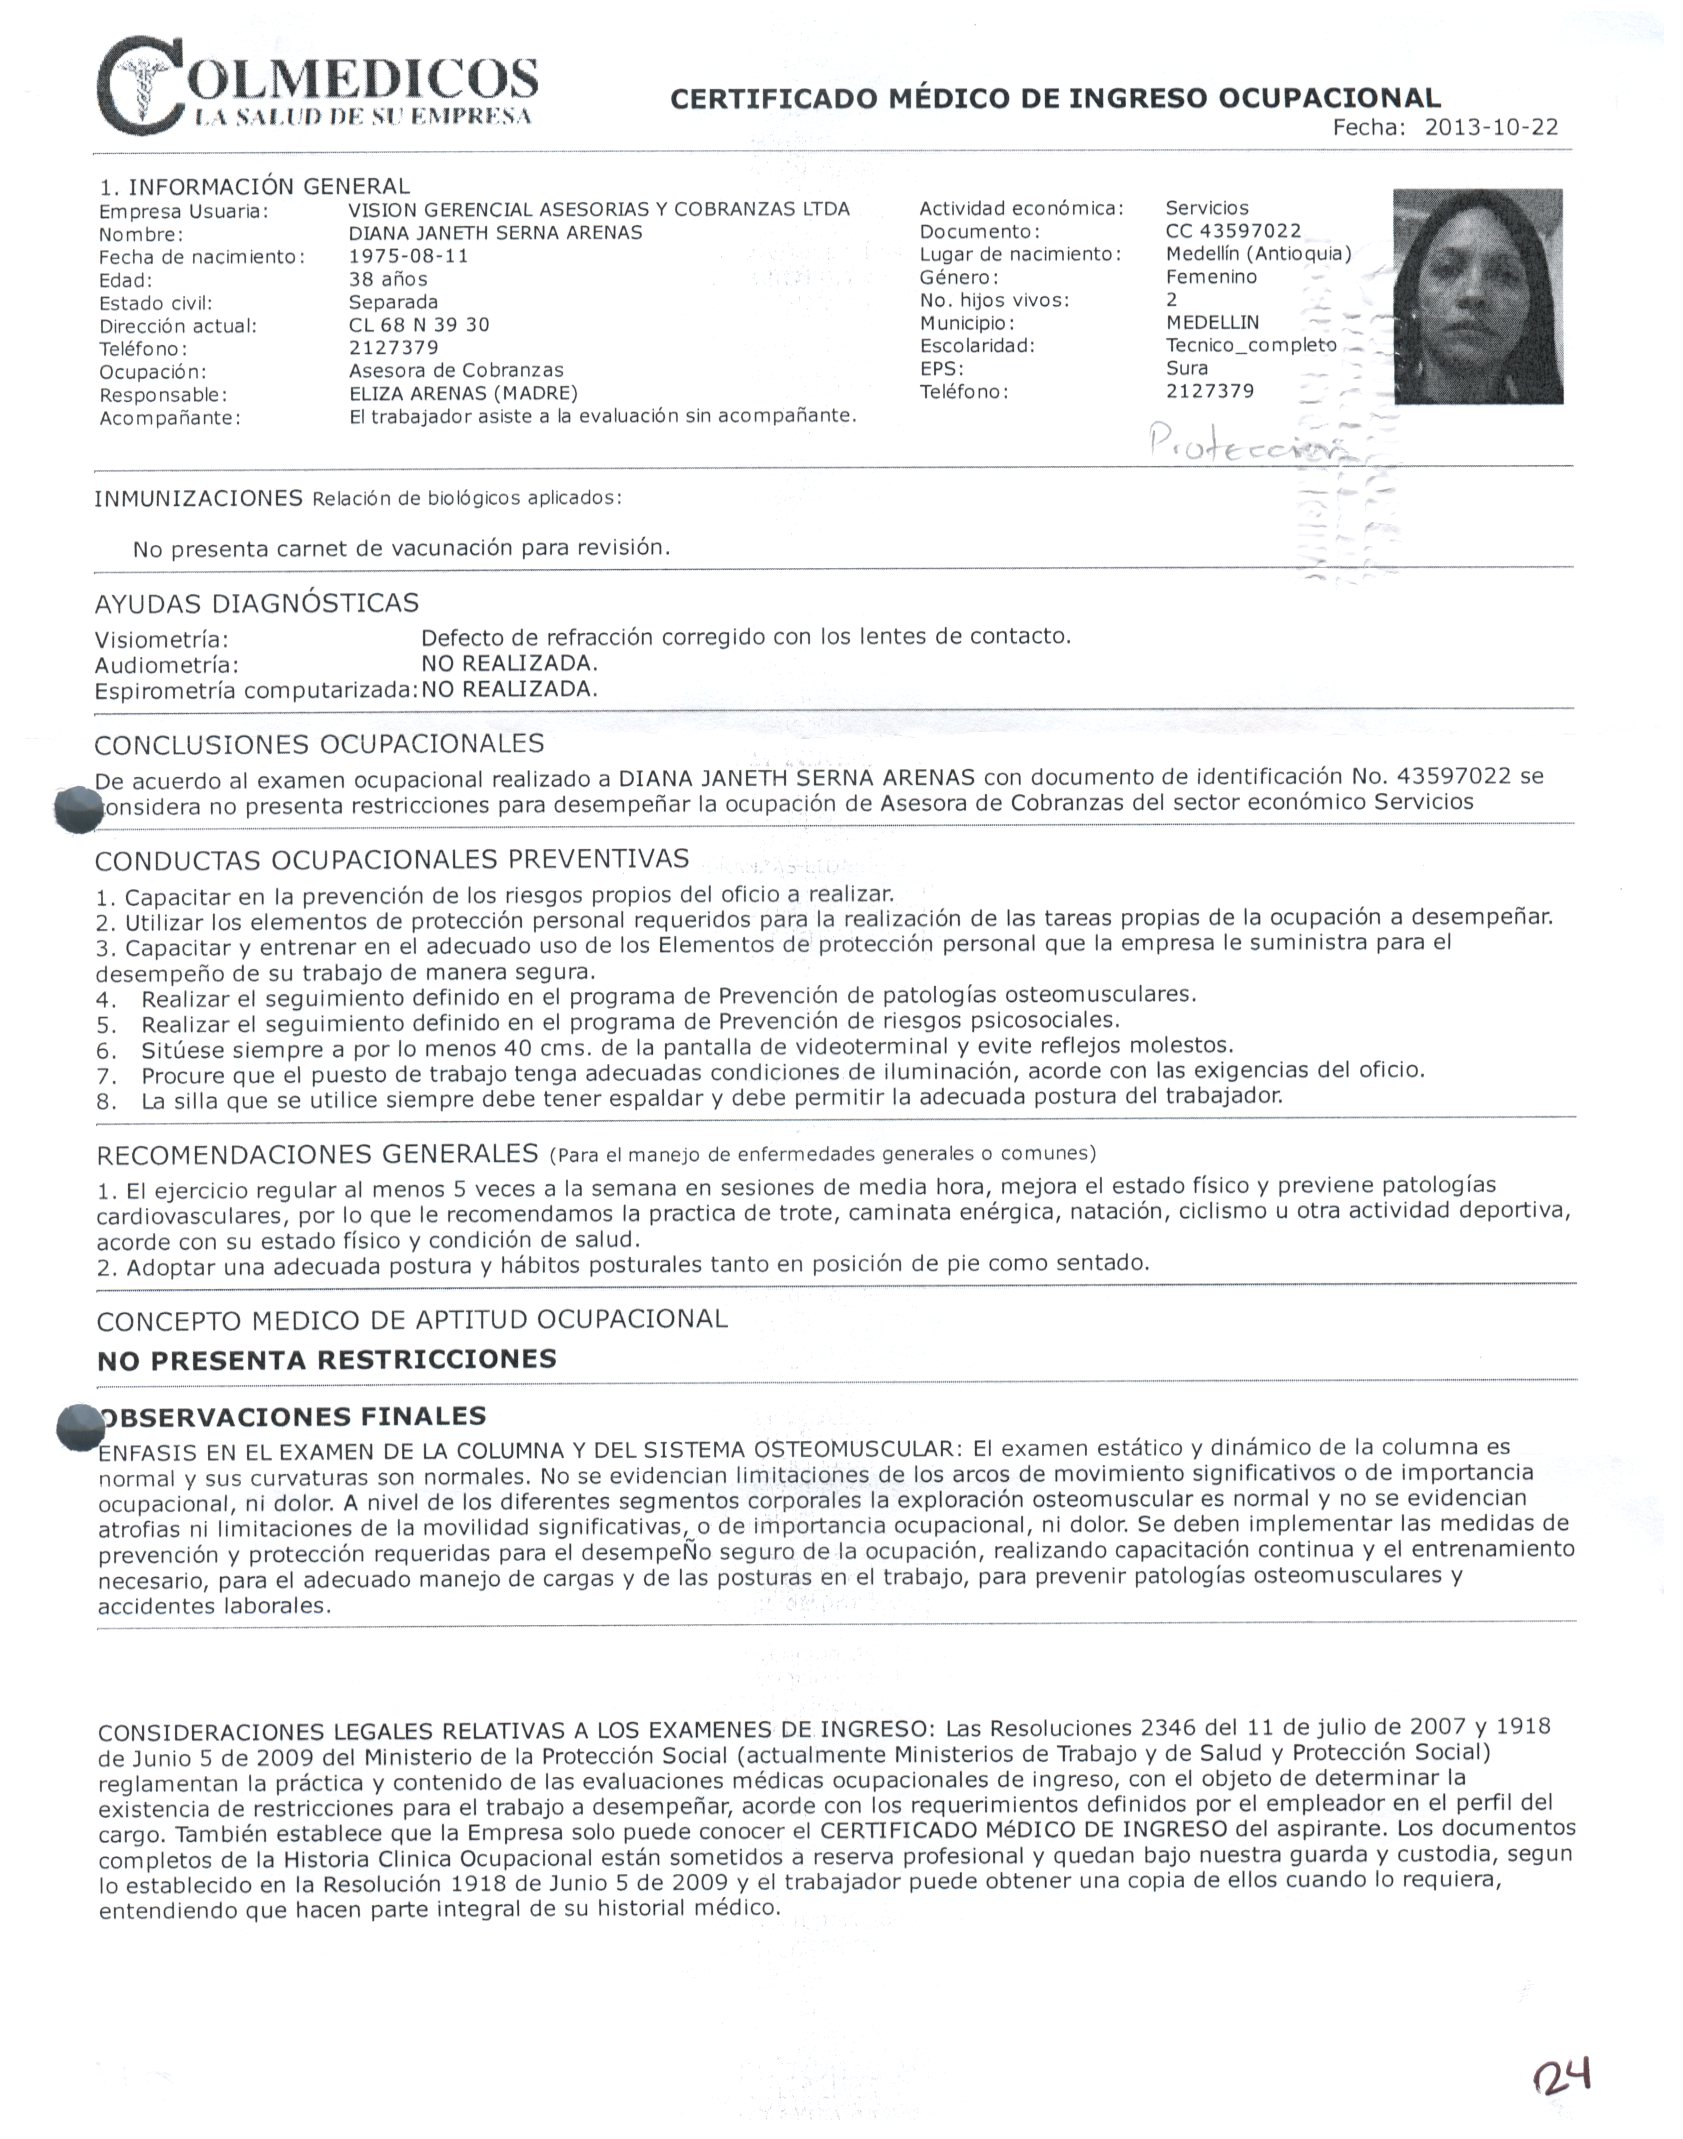 COLMEDICOS
LA SALUD DE SU EMPRESA
CERTIFICADO MÉDICO DE INGRESO OCUPACIONAL
Fecha: 2013-10-22
1. INFORMACIÓN GENERAL
Empresa Usuaria: VISION GERENCIAL ASESORIAS Y COBRANZAS LTDA Actividad económica: Servicios
Nombre: DIANA JANETH SERNA ARENAS Documento: CC 43597022
Fecha de nacimiento: 1975-08-11 Lugar de nacimiento: Medellín (Antioquia)
Edad: 38 años Género: Femenino
Estado civil: Separada No. hijos vivos: 2
Dirección actual: CL 68 N 39 30 Municipio: MEDELLIN
Teléfono: 2127379 Escolaridad: Tecnico_completo
Ocupación: Asesora de Cobranzas EPS: Sura
Responsable: ELIZA ARENAS (MADRE) Teléfono: 2127379
Acompañante: El trabajador asiste a la evaluación sin acompañante.
Protección
INMUNIZACIONES Relación de biológicos aplicados:
No presenta carnet de vacunación para revisión.
AYUDAS DIAGNÓSTICAS
Visiometría: Defecto de refracción corregido con los lentes de contacto.
Audiometría: NO REALIZADA.
Espirometría computarizada: NO REALIZADA.
CONCLUSIONES OCUPACIONALES
De acuerdo al examen ocupacional realizado a DIANA JANETH SERNA ARENAS con documento de identificación No. 43597022 se
onsidera no presenta restricciones para desempeñar la ocupación de Asesora de Cobranzas del sector económico Servicios
CONDUCTAS OCUPACIONALES PREVENTIVAS
1. Capacitar en la prevención de los riesgos propios del oficio a realizar.
2. Utilizar los elementos de protección personal requeridos para la realización de las tareas propias de la ocupación a desempeñar.
3. Capacitar y entrenar en el adecuado uso de los Elementos de protección personal que la empresa le suministra para el
desempeño de su trabajo de manera segura.
4. Realizar el seguimiento definido en el programa de Prevención de patologías osteomusculares.
5. Realizar el seguimiento definido en el programa de Prevención de riesgos psicosociales.
6. Sitúese siempre a por lo menos 40 cms. de la pantalla de videoterminal y evite reflejos molestos.
7. Procure que el puesto de trabajo tenga adecuadas condiciones de iluminación, acorde con las exigencias del oficio.
8. La silla que se utilice siempre debe tener espaldar y debe permitir la adecuada postura del trabajador.
RECOMENDACIONES GENERALES (Para el manejo de enfermedades generales o comunes)
1. El ejercicio regular al menos 5 veces a la semana en sesiones de media hora, mejora el estado físico y previene patologías
cardiovasculares, por lo que le recomendamos la practica de trote, caminata enérgica, natación, ciclismo u otra actividad deportiva,
acorde con su estado físico y condición de salud.
2. Adoptar una adecuada postura y hábitos posturales tanto en posición de pie como sentado.
CONCEPTO MEDICO DE APTITUD OCUPACIONAL
NO PRESENTA RESTRICCIONES
OBSERVACIONES FINALES
ENFASIS EN EL EXAMEN DE LA COLUMNA Y DEL SISTEMA OSTEOMUSCULAR: El examen estático y dinámico de la columna es
normal y sus curvaturas son normales. No se evidencian limitaciones de los arcos de movimiento significativos o de importancia
ocupacional, ni dolor. A nivel de los diferentes segmentos corporales la exploración osteomuscular es normal y no se evidencian
atrofias ni limitaciones de la movilidad significativas, o de importancia ocupacional, ni dolor. Se deben implementar las medidas de
prevención y protección requeridas para el desempeÑo seguro de la ocupación, realizando capacitación continua y el entrenamiento
necesario, para el adecuado manejo de cargas y de las posturas en el trabajo, para prevenir patologías osteomusculares y
accidentes laborales.
CONSIDERACIONES LEGALES RELATIVAS A LOS EXAMENES DE INGRESO: Las Resoluciones 2346 del 11 de julio de 2007 y 1918
de Junio 5 de 2009 del Ministerio de la Protección Social (actualmente Ministerios de Trabajo y de Salud y Protección Social)
reglamentan la práctica y contenido de las evaluaciones médicas ocupacionales de ingreso, con el objeto de determinar la
existencia de restricciones para el trabajo a desempeñar, acorde con los requerimientos definidos por el empleador en el perfil del
cargo. También establece que la Empresa solo puede conocer el CERTIFICADO MéDICO DE INGRESO del aspirante. Los documentos
completos de la Historia Clinica Ocupacional están sometidos a reserva profesional y quedan bajo nuestra guarda y custodia, segun
lo establecido en la Resolución 1918 de Junio 5 de 2009 y el trabajador puede obtener una copia de ellos cuando lo requiera,
entendiendo que hacen parte integral de su historial médico.
24